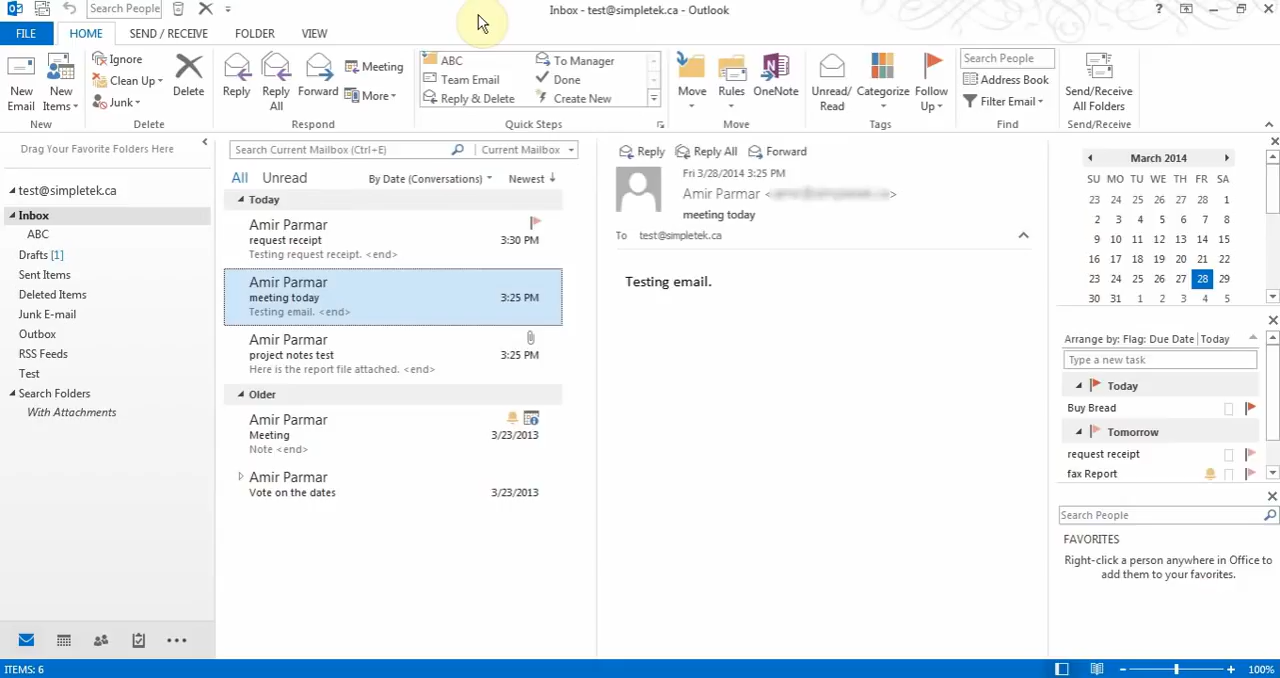 Search People
Inbox - test@simpletek.ca - Outlook
?
FILE
HOME
SEND / RECEIVE
FOLDER
VIEW
New Email
New Items
New
Ignore
Clean Up
Junk
Delete
Delete
Reply
Reply All
Forward
Meeting
More
Respond
ABC
Team Email
Reply & Delete
To Manager
Done
Create New
Quick Steps
Move
Rules
OneNote
Move
Unread/ Read
Categorize
Follow Up
Tags
Search People
Address Book
Filter Email
Find
Send/Receive All Folders
Send/Receive
Drag Your Favorite Folders Here
test@simpletek.ca
Inbox
ABC
Drafts [1]
Sent Items
Deleted Items
Junk E-mail
Outbox
RSS Feeds
Test
Search Folders
With Attachments
Search Current Mailbox (Ctrl+E)
Current Mailbox
All Unread
By Date (Conversations)
Newest
Today
Amir Parmar
request receipt 3:30 PM
Testing request receipt. <end>
Amir Parmar
meeting today 3:25 PM
Testing email. <end>
Amir Parmar
project notes test 3:25 PM
Here is the report file attached. <end>
Older
Amir Parmar
Meeting 3/23/2013
Note <end>
Amir Parmar
Vote on the dates 3/23/2013
Reply
Reply All
Forward
Fri 3/28/2014 3:25 PM
Amir Parmar < >
meeting today
To test@simpletek.ca
Testing email.
March 2014
SU MO TU WE TH FR SA
23 24 25 26 27 28 1
2 3 4 5 6 7 8
9 10 11 12 13 14 15
16 17 18 19 20 21 22
23 24 25 26 27 28 29
30 31 1 2 3 4 5
Arrange by: Flag: Due Date Today
Type a new task
Today
Buy Bread
Tomorrow
request receipt
fax Report
Search People
FAVORITES
Right-click a person anywhere in Office to
add them to your favorites.
ITEMS: 6
100%